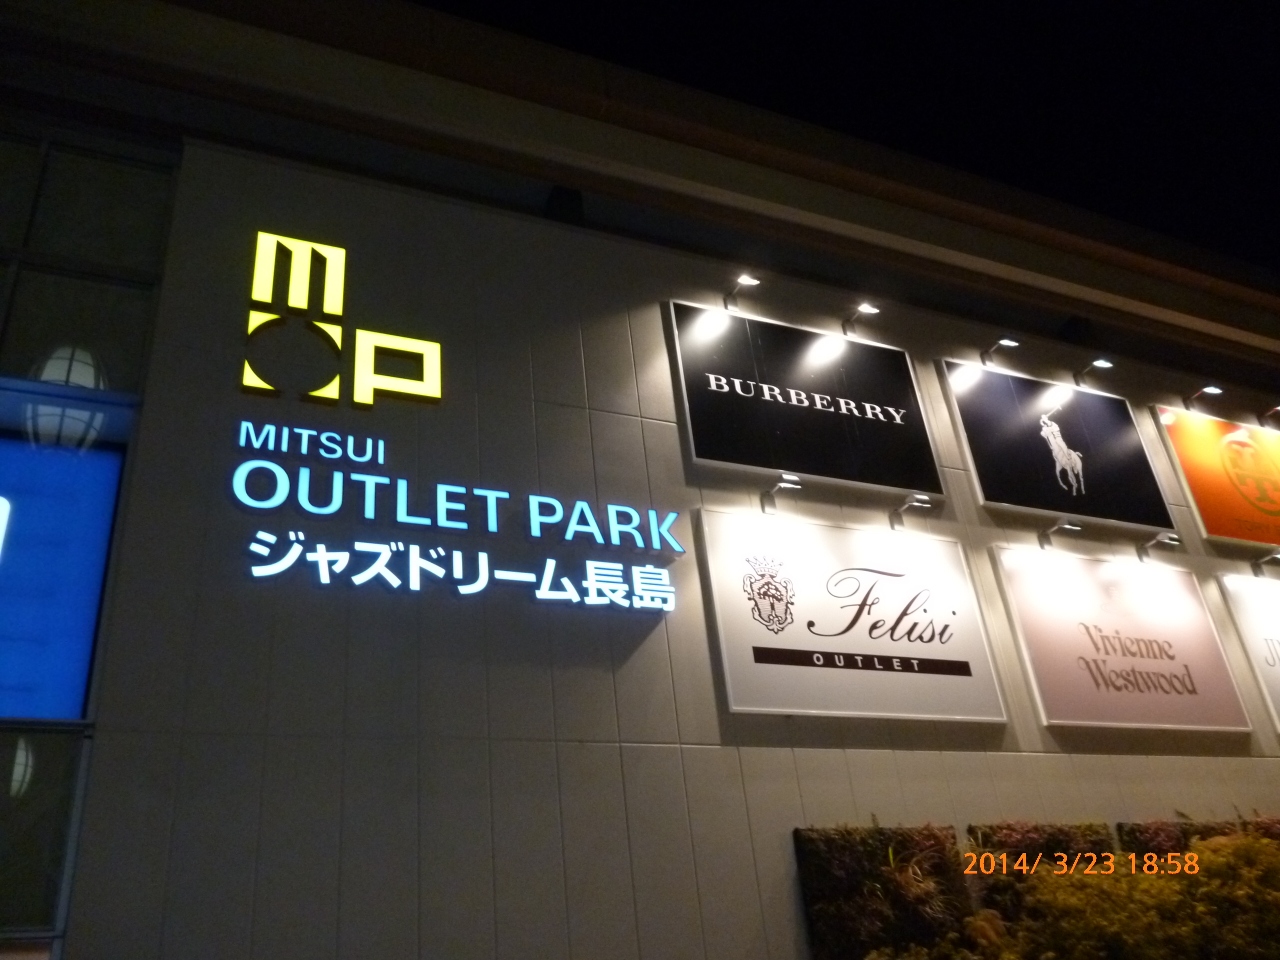 mop
MITSUI
OUTLET PARK
ジャズドリーム長島
BURBERRY
Felisi
OUTLET
Vivienne
Westwood
2014/ 3/23 18:58